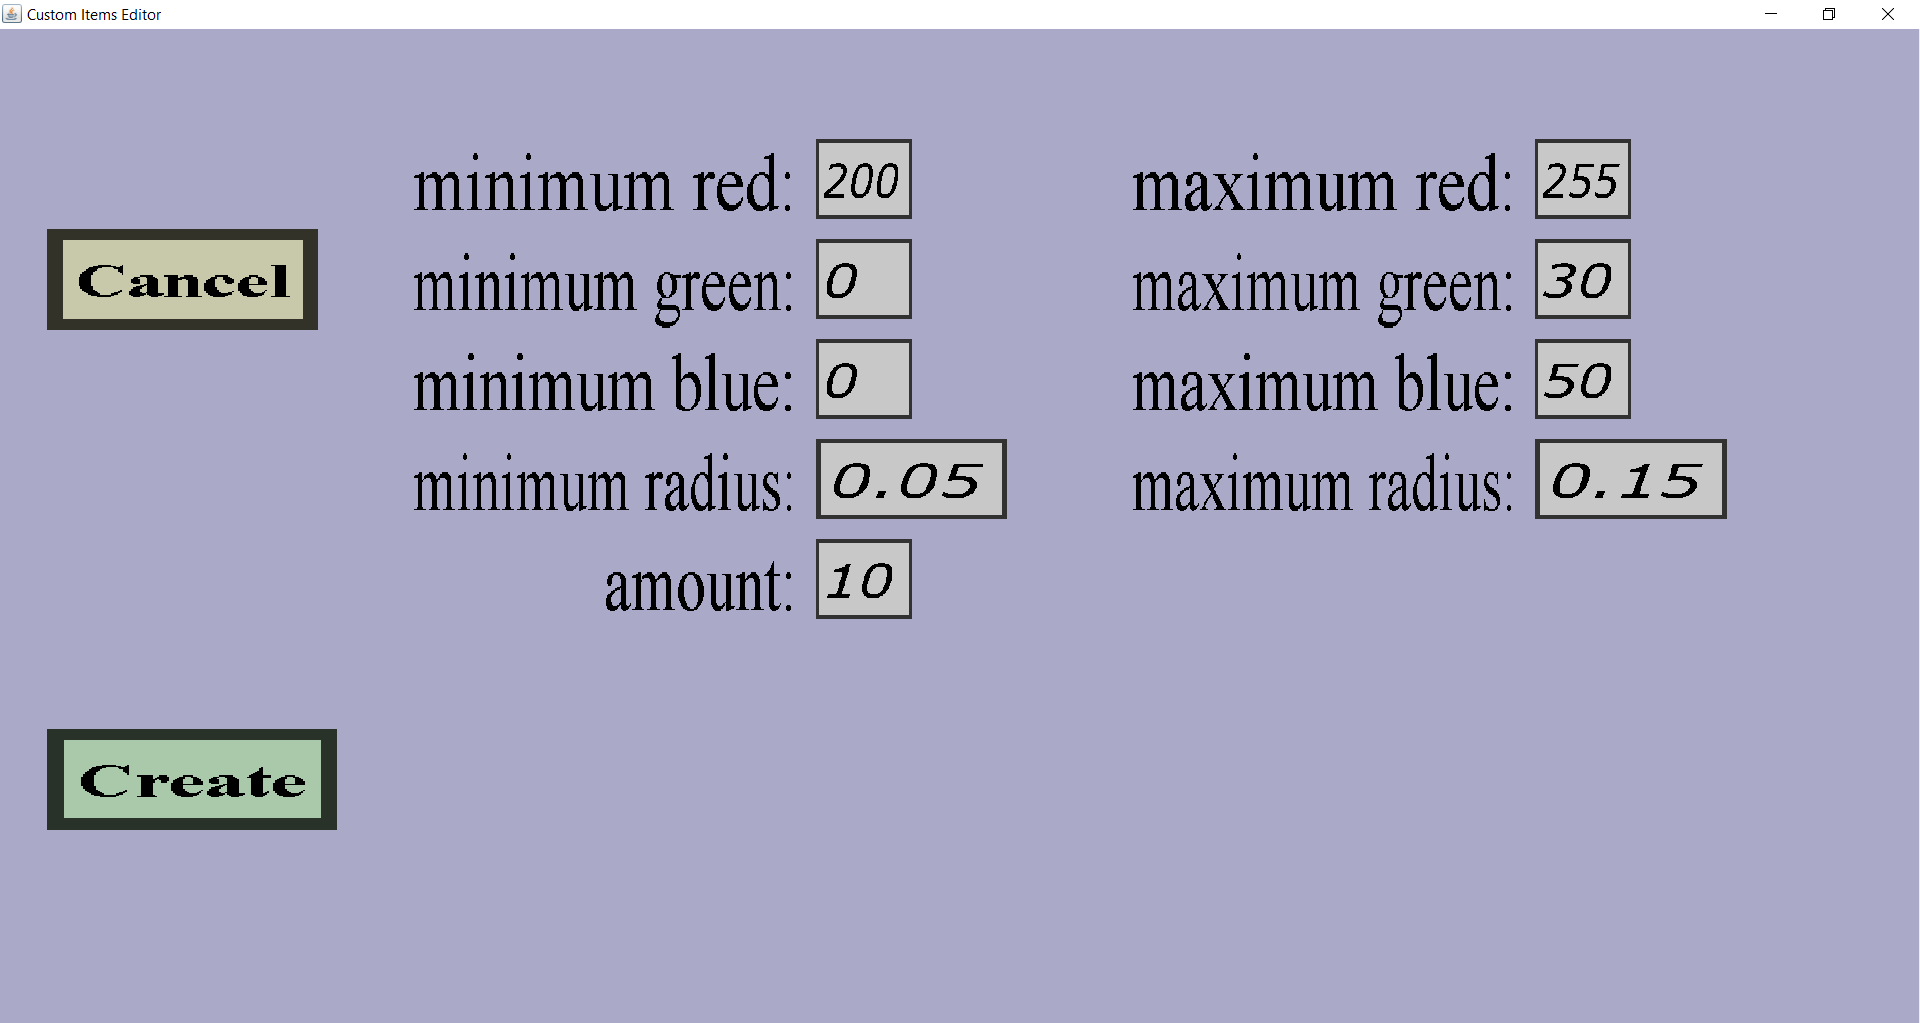 Custom Items Editor
minimum red: 200 maximum red: 255
Cancel
minimum green: 0 maximum green: 30
minimum blue: 0 maximum blue: 50
minimum radius: 0.05 maximum radius: 0.15
amount: 10
Create